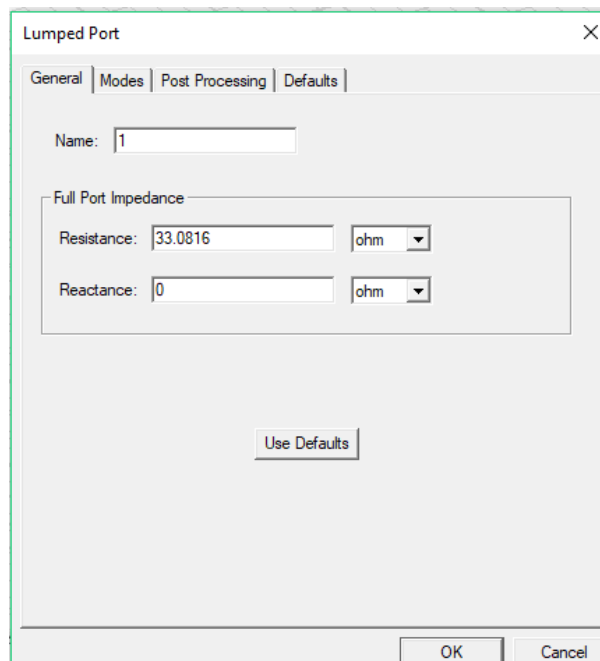 Lumped Port
General Modes Post Processing Defaults
Name: 1
Full Port Impedance
Resistance: 33.0816 ohm
Reactance: 0 ohm
Use Defaults
OK Cancel